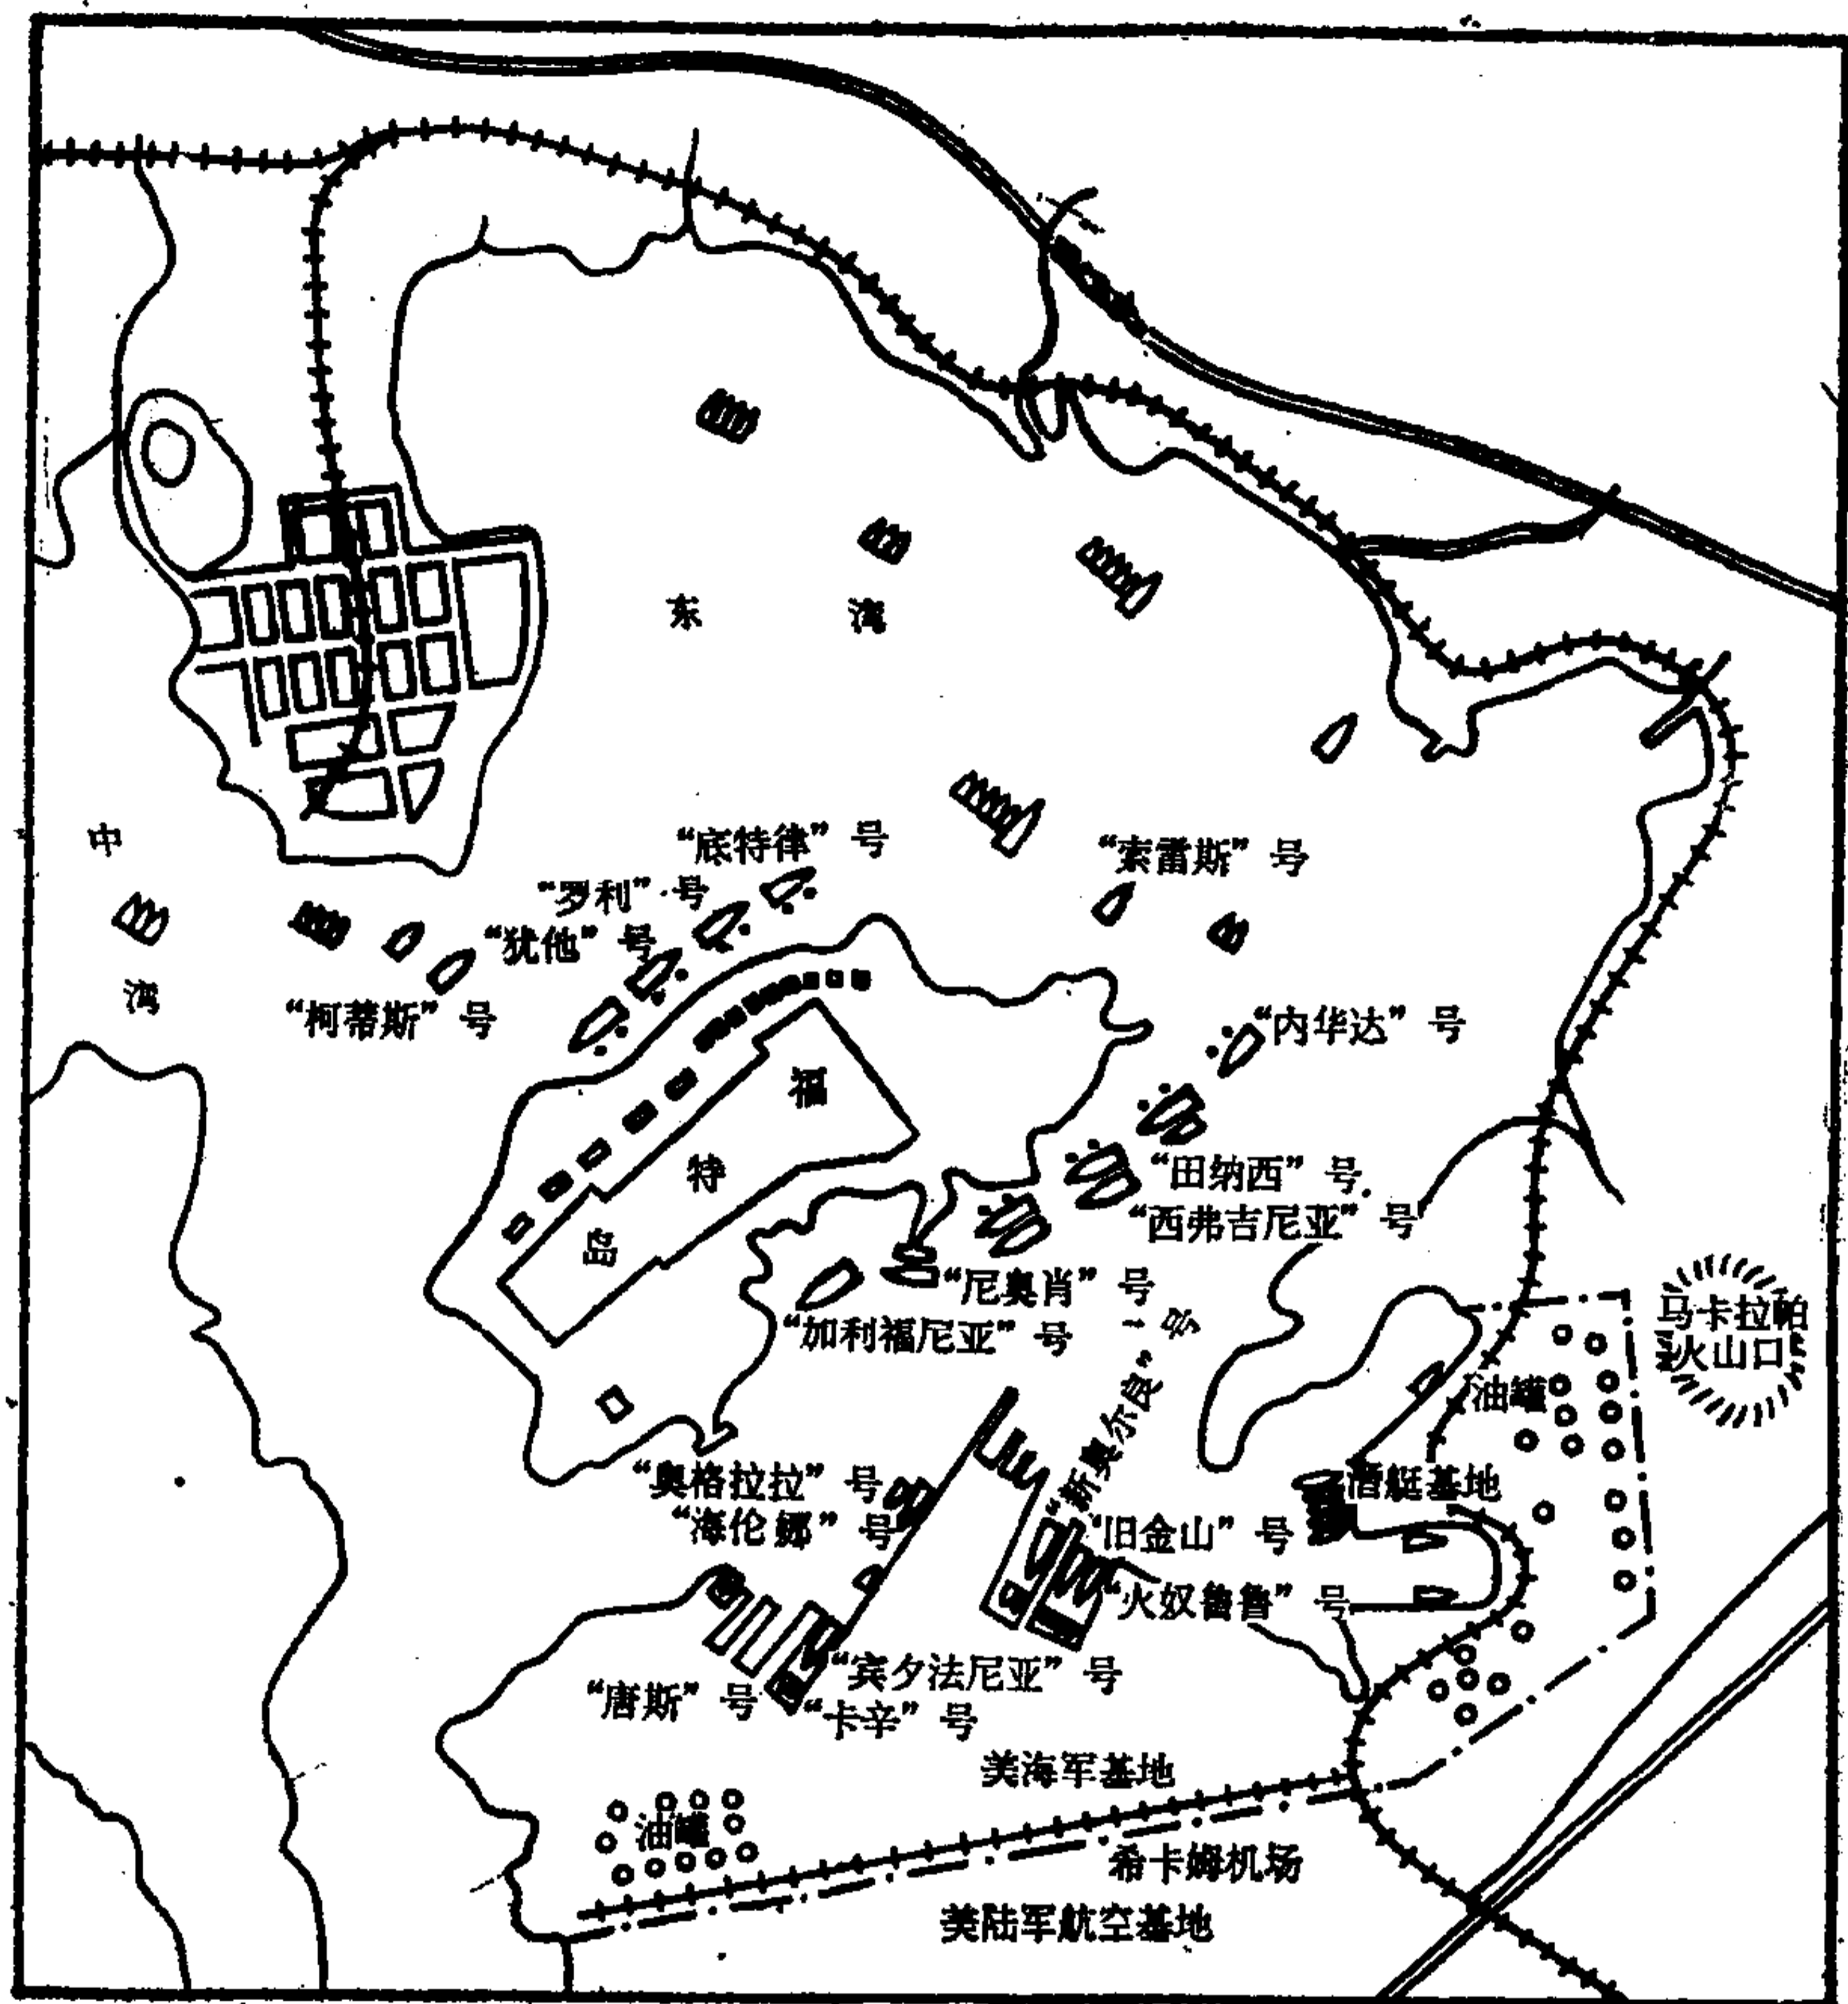 东 湾
中 湾
“底特律”号
“罗利”号
“犹他”号
“柯蒂斯”号
“索雷斯”号
“内华达”号
“田纳西”号
“西弗吉尼亚”号
“尼奥肖”号
“加利福尼亚”号
福特岛
马卡拉帕
火山口
油罐
潜艇基地
“新奥尔良”号
“奥格拉拉”号
“海伦娜”号
“旧金山”号
“火奴鲁鲁”号
“宾夕法尼亚”号
“唐斯”号
“卡辛”号
美海军基地
油罐
希卡姆机场
美陆军航空基地